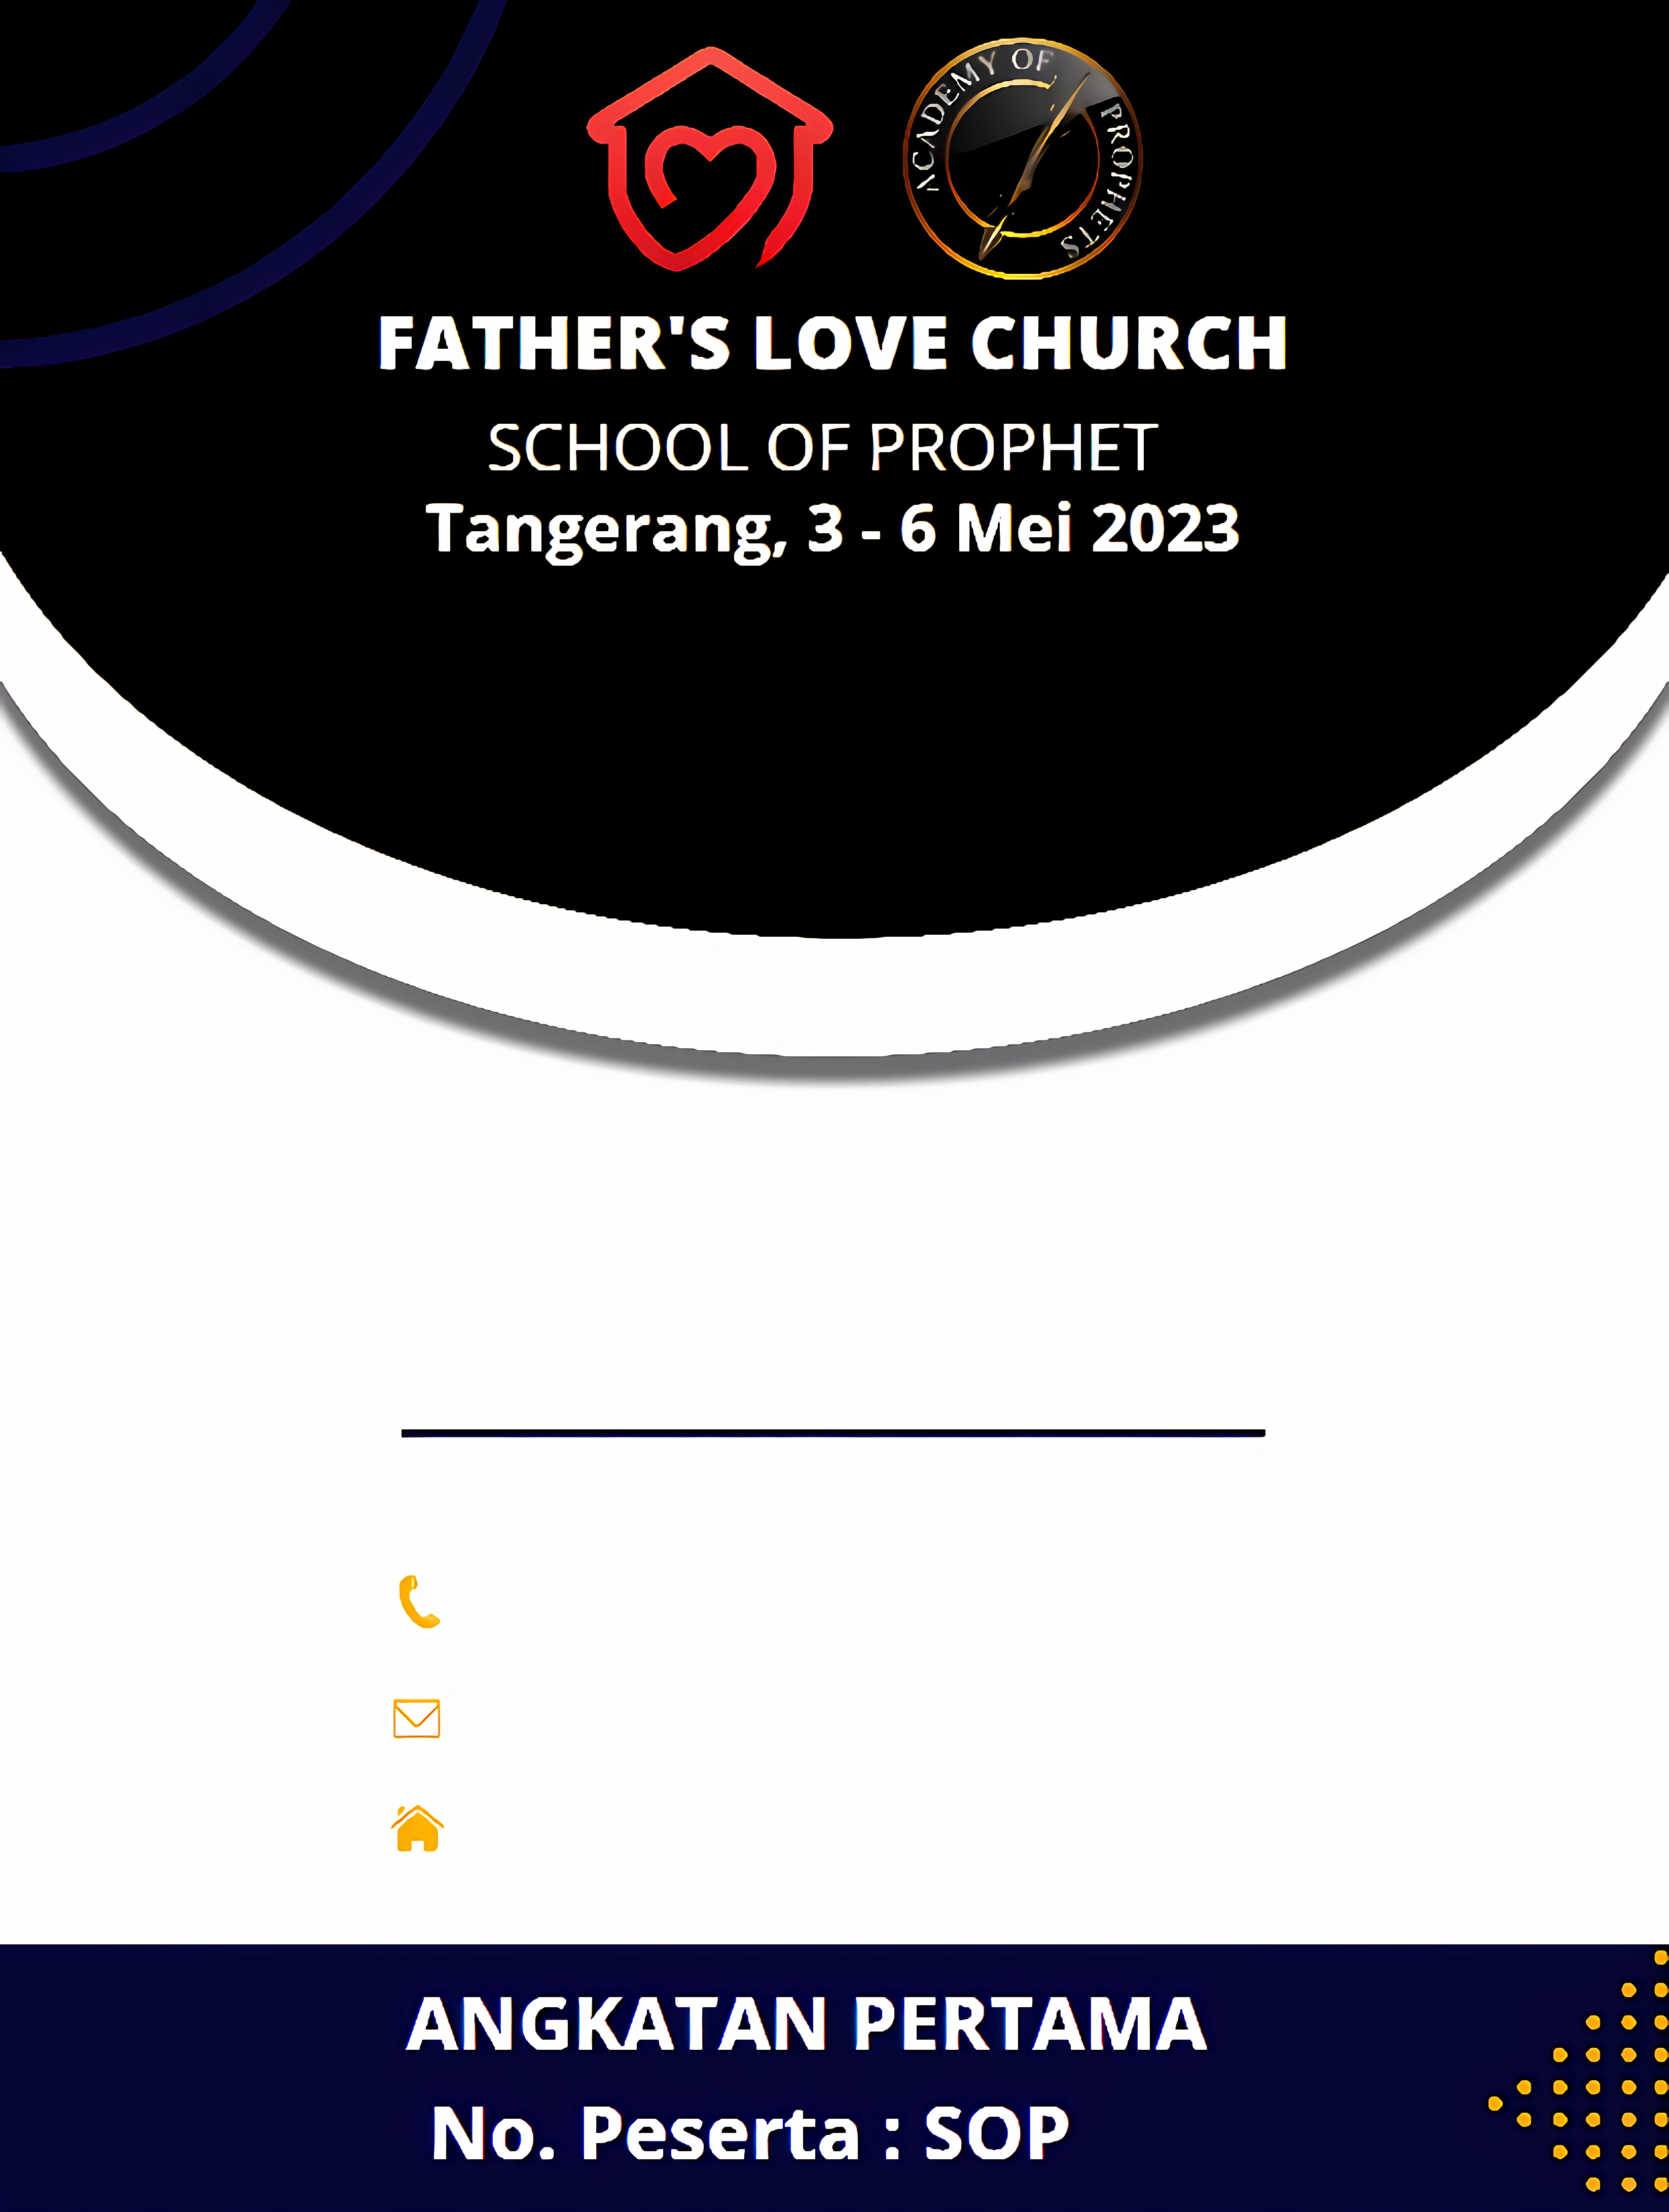 ACADEMY OF PROPHETS
FATHER'S LOVE CHURCH
SCHOOL OF PROPHET
Tangerang, 3 - 6 Mei 2023
ANGKATAN PERTAMA
No. Peserta : SOP